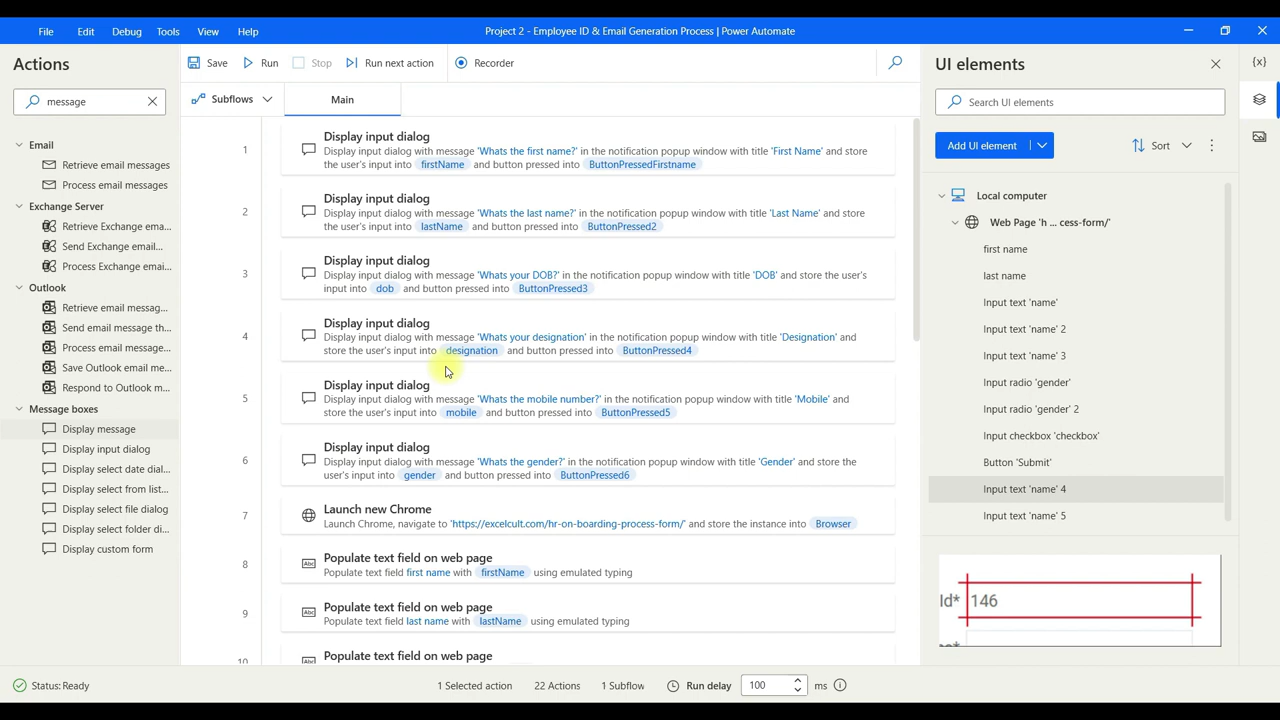 File Edit Debug Tools View Help
Project 2 - Employee ID & Email Generation Process | Power Automate
Actions
message
Email
Retrieve email messages
Process email messages
Exchange Server
Retrieve Exchange ema...
Send Exchange email...
Process Exchange emai...
Outlook
Retrieve email messag...
Send email message th...
Process email message...
Save Outlook email me...
Respond to Outlook m...
Message boxes
Display message
Display input dialog
Display select date dial...
Display select from list...
Display select file dialog
Display select folder di...
Display custom form
Save Run Stop Run next action Recorder
Subflows Main
1 Display input dialog
Display input dialog with message 'Whats the first name?' in the notification popup window with title 'First Name' and store
the user's input into firstName and button pressed into ButtonPressedFirstname
2 Display input dialog
Display input dialog with message 'Whats the last name?' in the notification popup window with title 'Last Name' and store
the user's input into lastName and button pressed into ButtonPressed2
3 Display input dialog
Display input dialog with message 'Whats your DOB?' in the notification popup window with title 'DOB' and store the user's
input into dob and button pressed into ButtonPressed3
4 Display input dialog
Display input dialog with message 'Whats your designation' in the notification popup window with title 'Designation' and
store the user's input into designation and button pressed into ButtonPressed4
5 Display input dialog
Display input dialog with message 'Whats the mobile number?' in the notification popup window with title 'Mobile' and
store the user's input into mobile and button pressed into ButtonPressed5
6 Display input dialog
Display input dialog with message 'Whats the gender?' in the notification popup window with title 'Gender' and store the
user's input into gender and button pressed into ButtonPressed6
7 Launch new Chrome
Launch Chrome, navigate to 'https://excelcult.com/hr-on-boarding-process-form/' and store the instance into Browser
8 Populate text field on web page
Abc Populate text field first name with firstName using emulated typing
9 Populate text field on web page
Abc Populate text field last name with lastName using emulated typing
10 Populate text field on web page
UI elements
Search UI elements
Add UI element Sort
Local computer
Web Page 'h ... cess-form/'
first name
last name
Input text 'name'
Input text 'name' 2
Input text 'name' 3
Input radio 'gender'
Input radio 'gender' 2
Input checkbox 'checkbox'
Button 'Submit'
Input text 'name' 4
Input text 'name' 5
Id* 146
{x}
Status: Ready 1 Selected action 22 Actions 1 Subflow Run delay 100 ms